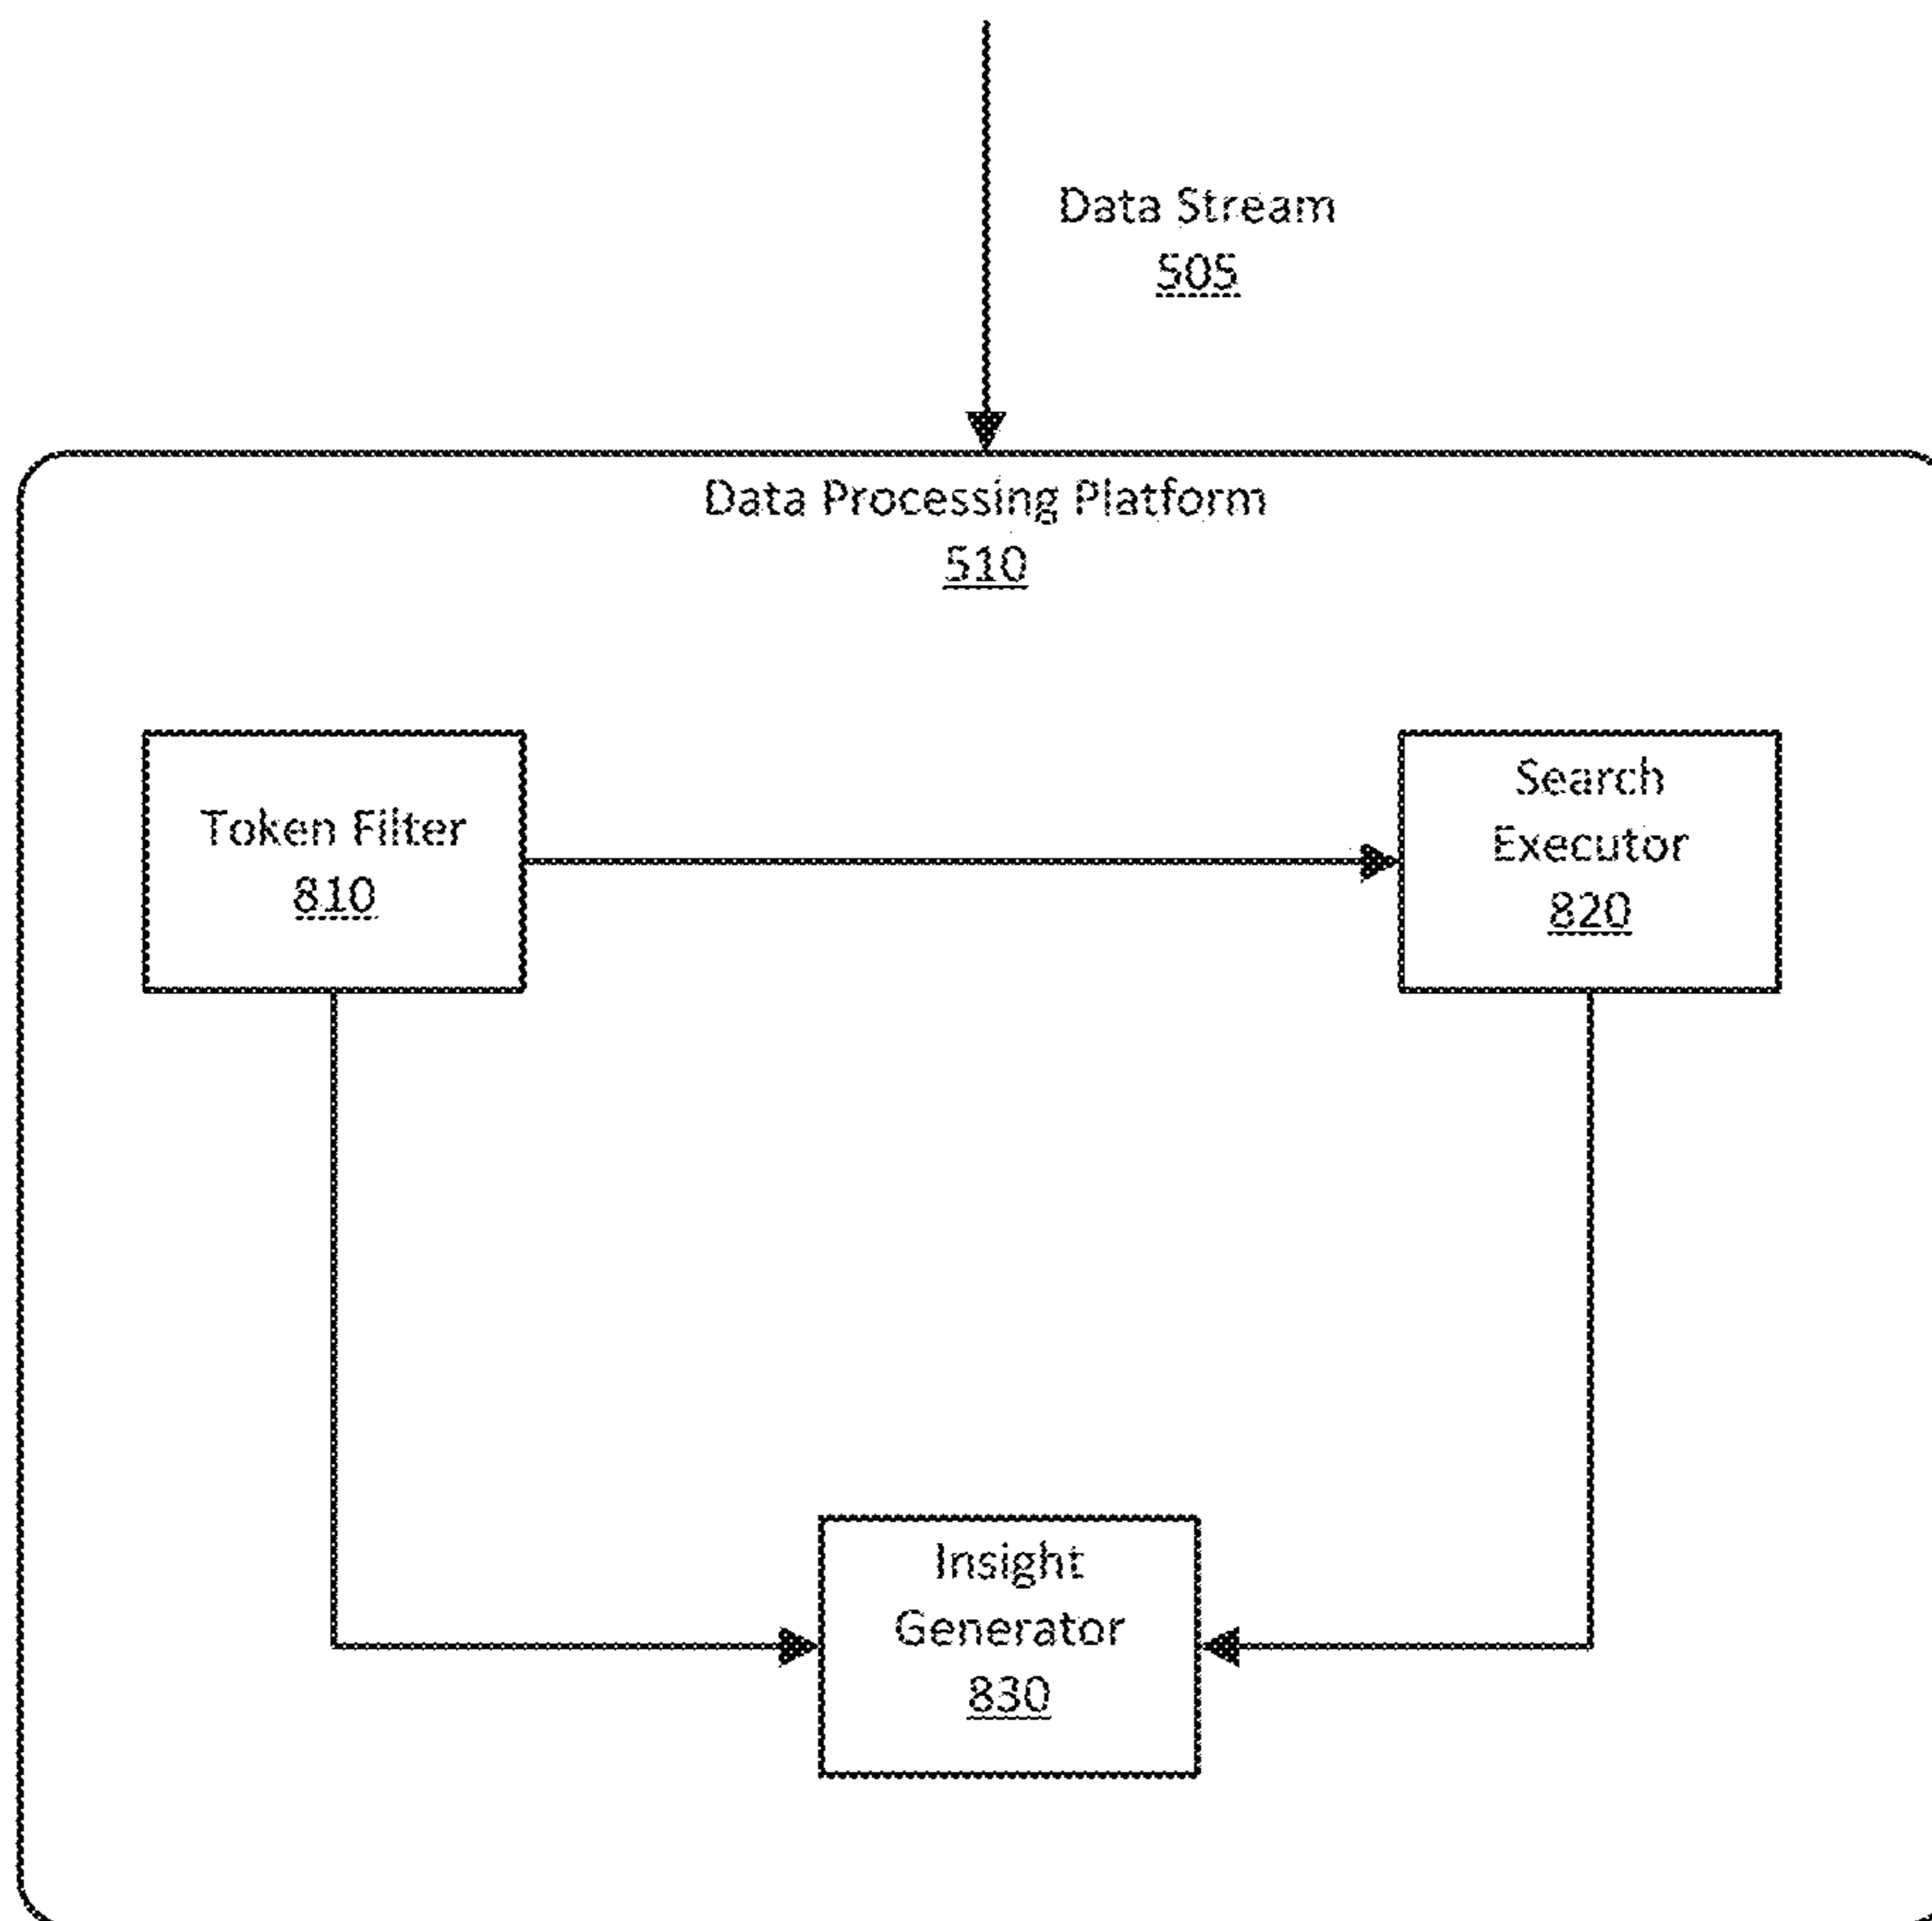 Data Stream
505
Data Processing Platform
510
Token Filter
810
Search
Executor
820
Insight
Generator
830